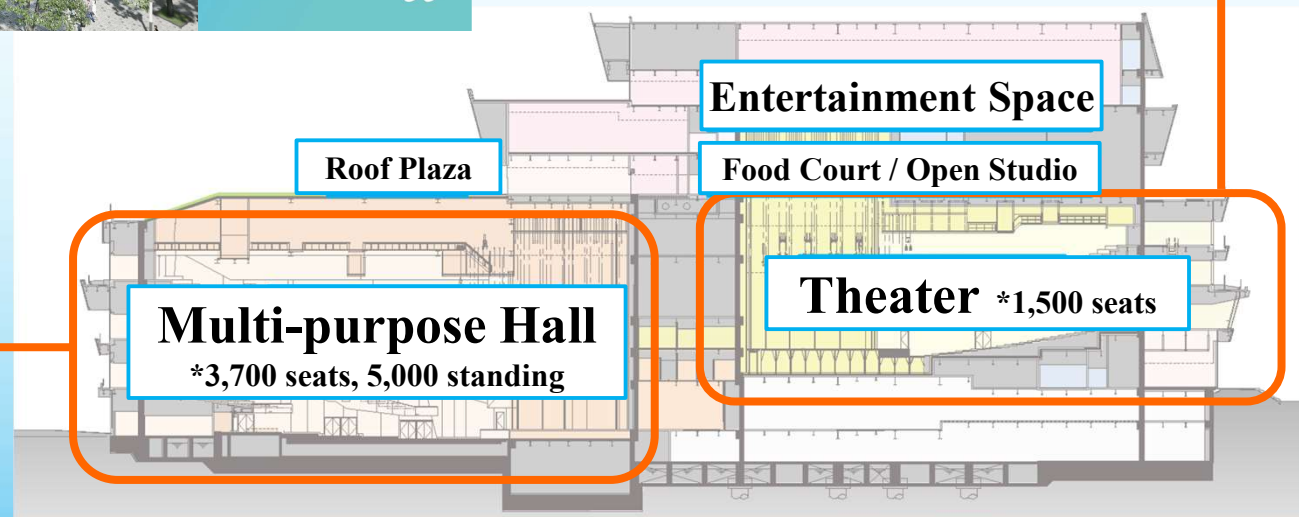 Entertainment Space
Roof Plaza
Food Court / Open Studio
Theater *1,500 seats
Multi-purpose Hall
*3,700 seats, 5,000 standing